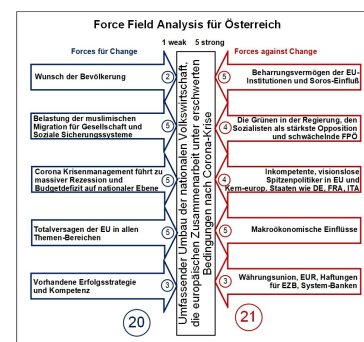 Force Field Analysis für Österreich
1 weak 5 strong
Forces für Change
Forces against Change
Wunsch der Bevölkerung
2
5
Beharrungsvermögen der EU-
Institutionen und Soros-Einfluß
Belastung der muslimischen
Migration für Gesellschaft und
Soziale Sicherungssysteme
5
4
Die Grünen in der Regierung, den
Sozialisten als stärkste Opposition
und schwächelnde FPÖ
Corona Krisenmanagement führt zu
massiver Rezession und
Budgetdefizit auf nationaler Ebene
5
4
Inkompetente, visionslose
Spitzenpolitiker in EU und
Kern-europ. Staaten wie DE, FRA, ITA
Totalversagen der EU in allen
Themen-Bereichen
5
5
Makroökonomische Einflüsse
Vorhandene Erfolgsstrategie
und Kompetenz
3
3
Währungsunion, EUR, Haftungen
für EZB, System-Banken
Umfassender Umbau der nationalen Volkswirtschaft,
die europäischen Zusammenarbeit unter erschwerten
Bedingungen nach Corona-Krise
20
21